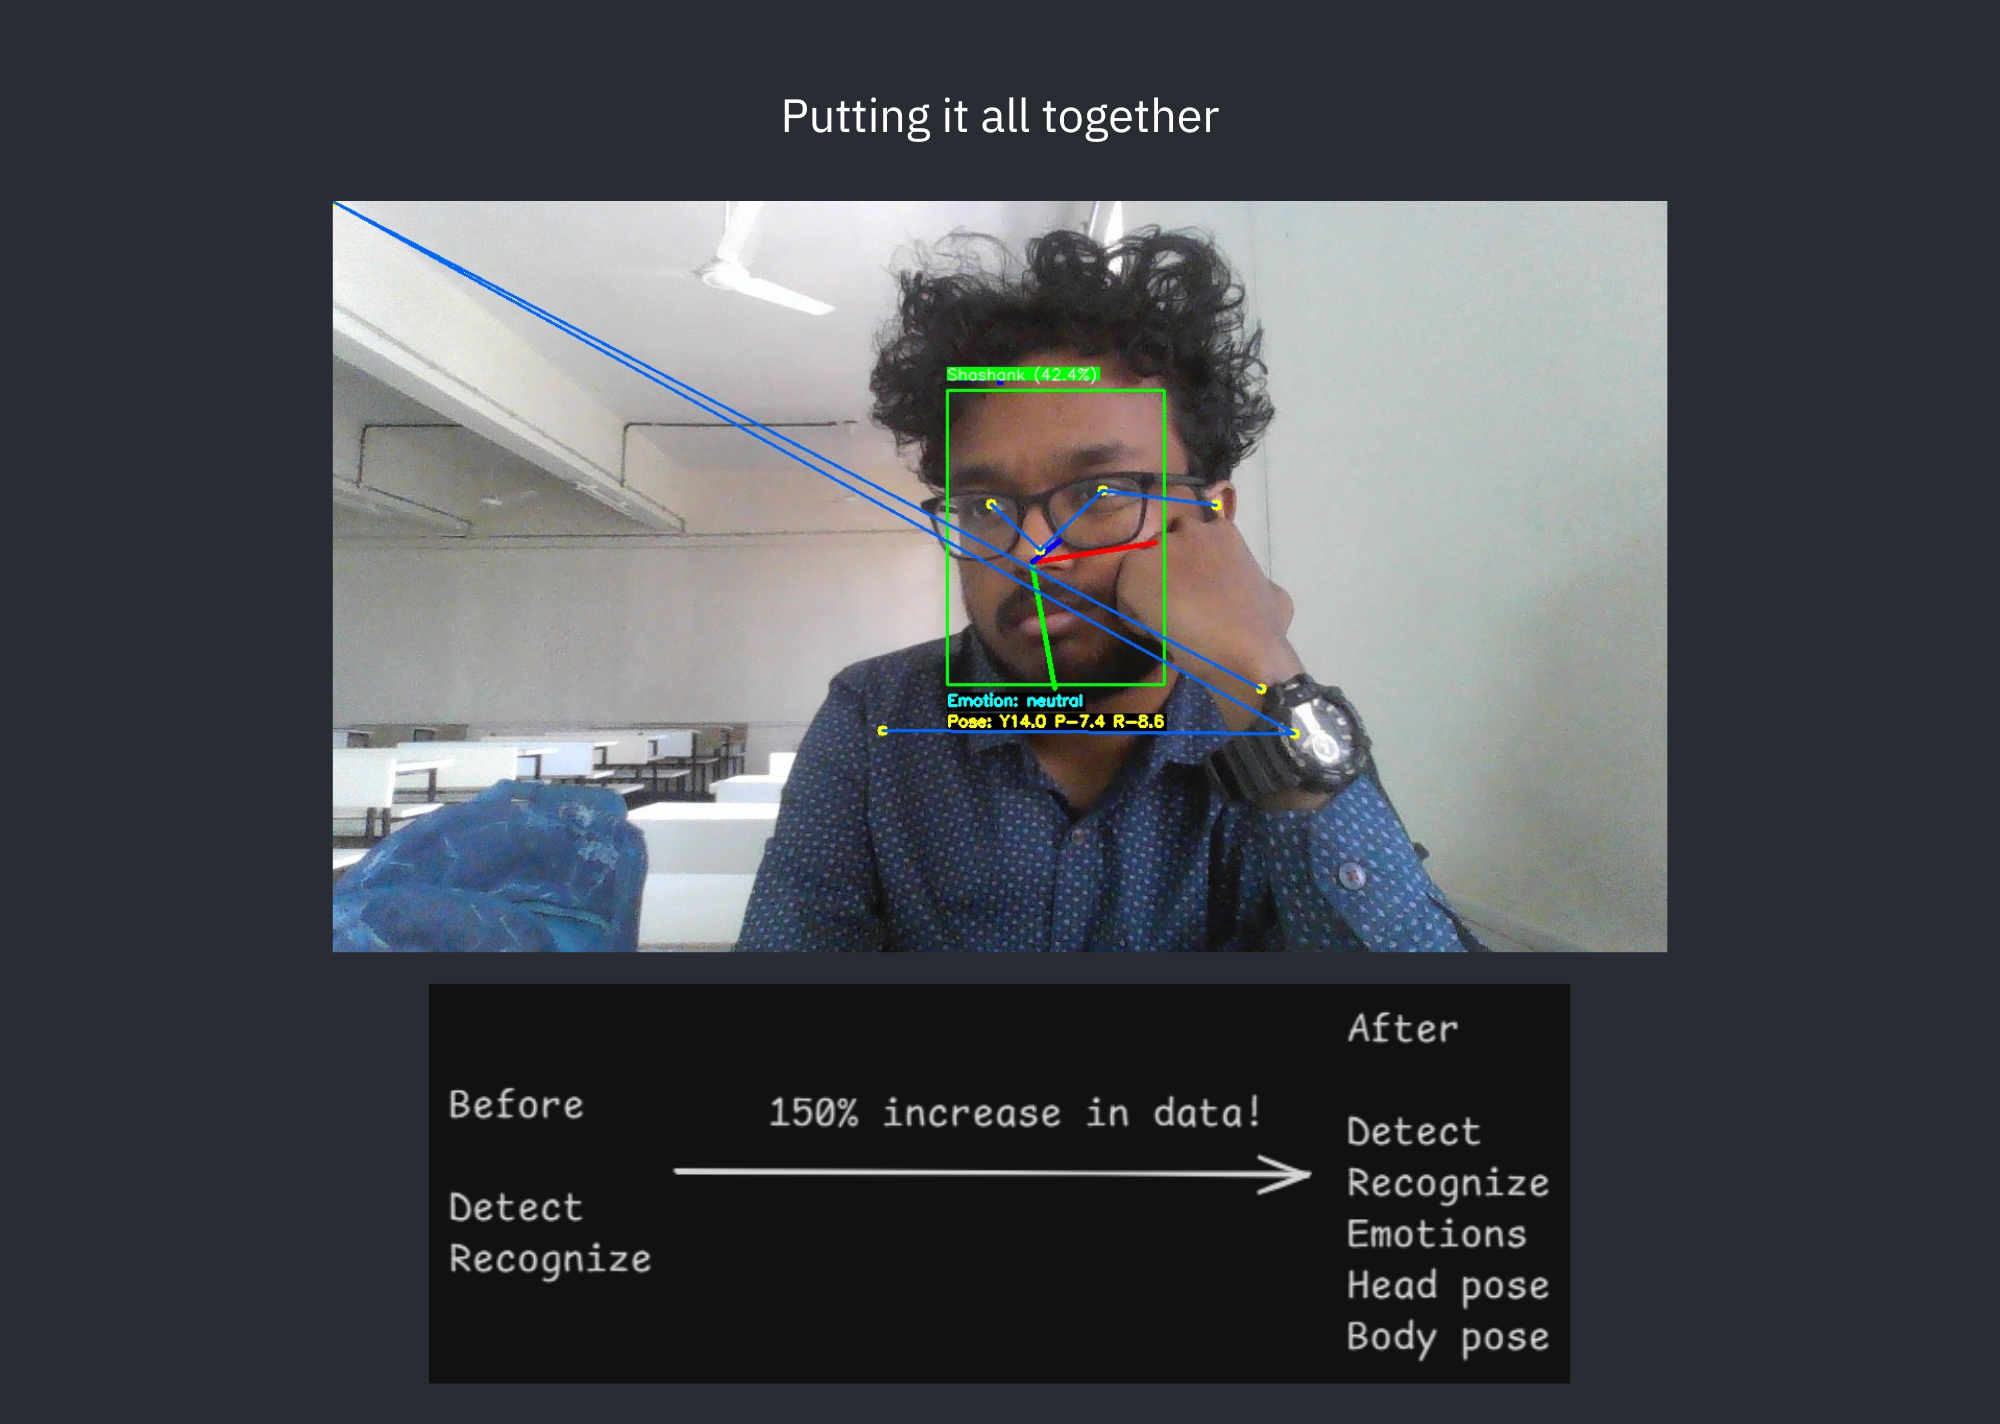 Putting it all together
Shashank (42.4%)
Emotion: neutral
Pose: Y14.0 P-7.4 R-8.6
Before
Detect
Recognize
150% increase in data!
After
Detect
Recognize
Emotions
Head pose
Body pose